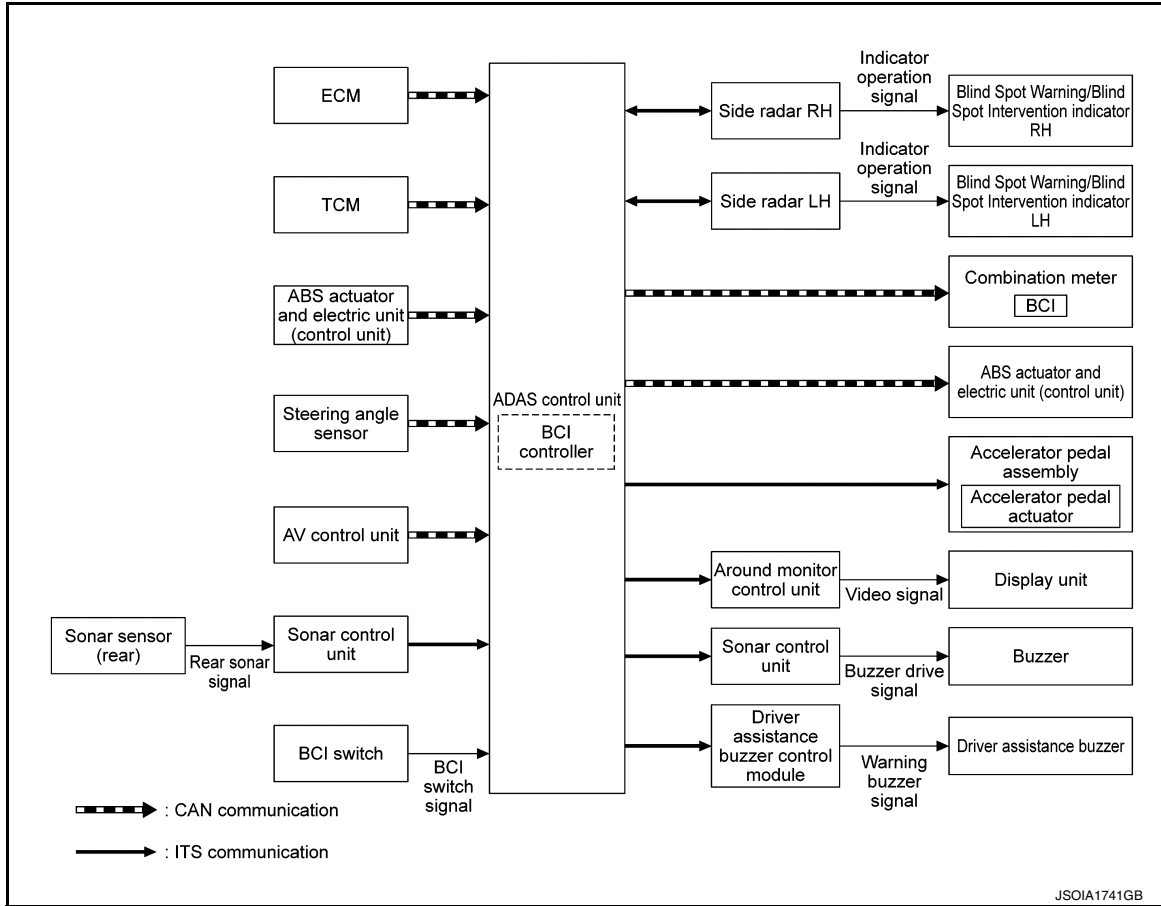 ECM
TCM
ABS actuator
and electric unit
(control unit)
Steering angle
sensor
AV control unit
Sonar sensor
(rear)
Rear sonar
signal
Sonar control
unit
BCI switch
BCI
switch
signal
ADAS control unit
BCI
controller
Side radar RH
Indicator
operation
signal
Blind Spot Warning/Blind
Spot Intervention indicator
RH
Side radar LH
Indicator
operation
signal
Blind Spot Warning/Blind
Spot Intervention indicator
LH
Combination meter
BCI
ABS actuator and
electric unit (control unit)
Accelerator pedal
assembly
Accelerator pedal
actuator
Around monitor
control unit
Video signal
Display unit
Sonar control
unit
Buzzer drive
signal
Buzzer
Driver
assistance
buzzer control
module
Warning
buzzer
signal
Driver assistance buzzer
: CAN communication
: ITS communication
JSOIA1741GB